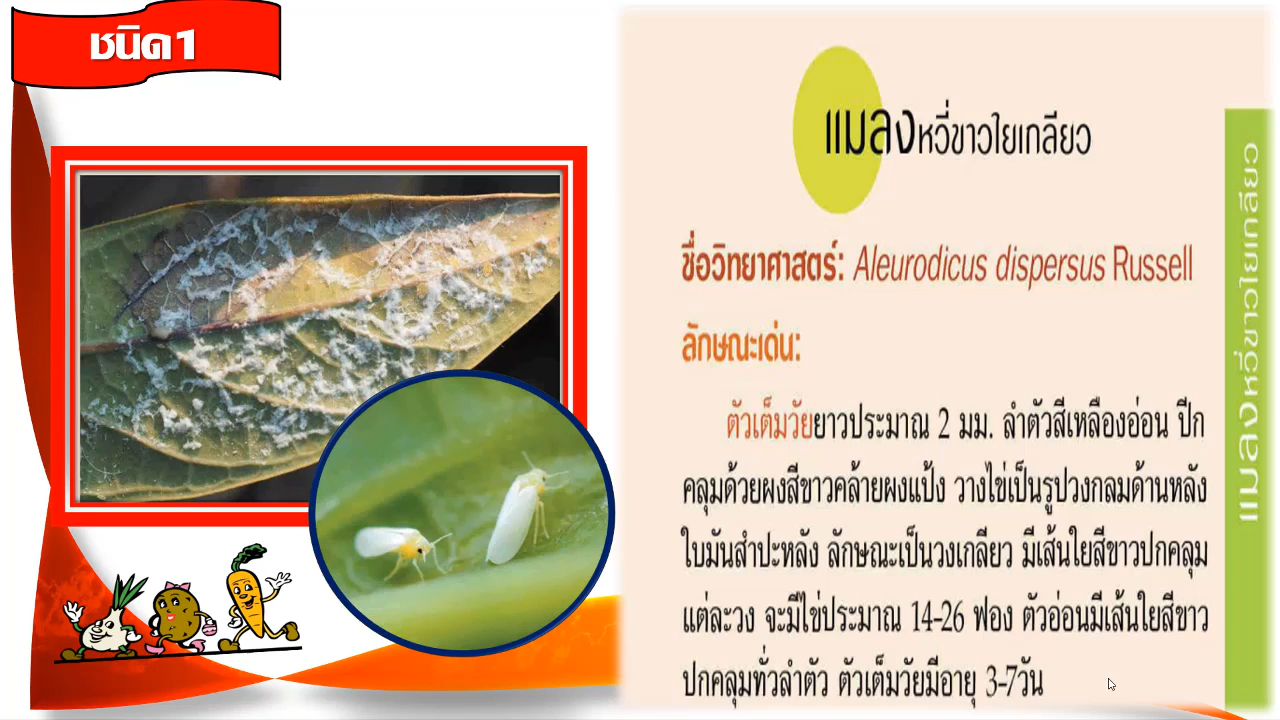 ชนิด1
แมลงหวี่ขาวใยเกลียว
ชื่อวิทยาศาสตร์: Aleurodicus dispersus Russell
ลักษณะเด่น:
ตัวเต็มวัยยาวประมาณ 2 มม. ลำตัวสีเหลืองอ่อน ปีก
คลุมด้วยผงสีขาวคล้ายผงแป้ง วางไข่เป็นรูปวงกลมด้านหลัง
ใบมันสำปะหลัง ลักษณะเป็นวงเกลียว มีเส้นใยสีขาวปกคลุม
แต่ละวง จะมีไข่ประมาณ 14-26 ฟอง ตัวอ่อนมีเส้นใยสีขาว
ปกคลุมทั่วลำตัว ตัวเต็มวัยมีอายุ 3-7วัน
แมลงหวี่ขาวใยเกลียว